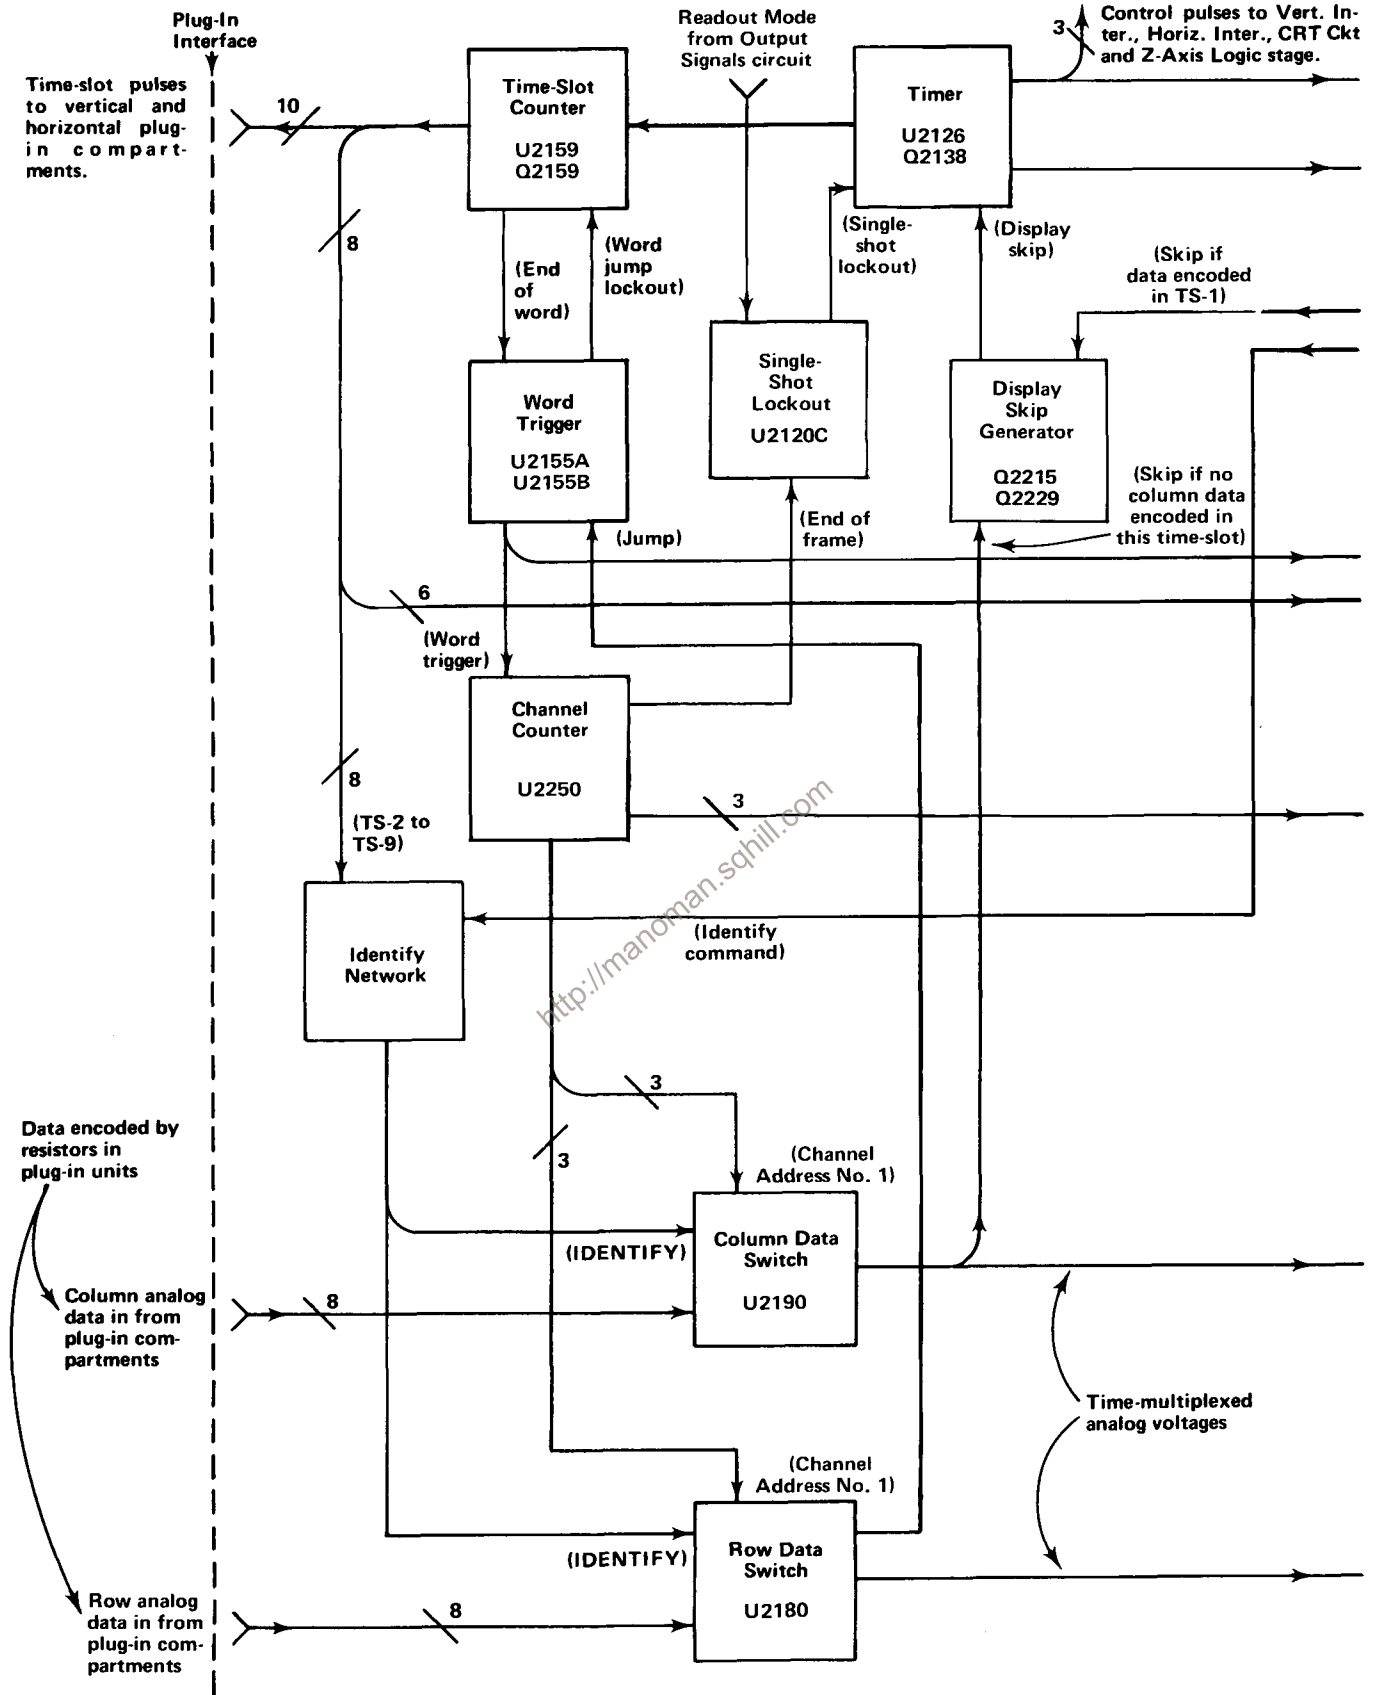 Plug-In
Interface
Time-slot pulses
to vertical and
horizontal plug-
in compart-
ments.
10
8
Time-Slot
Counter
U2159
Q2159
Readout Mode
from Output
Signals circuit
Timer
U2126
Q2138
3
Control pulses to Vert. In-
ter., Horiz. Inter., CRT Ckt
and Z-Axis Logic stage.
(End
of
word)
(Word
jump
lockout)
(Single-
shot
lockout)
(Display
skip)
(Skip if
data encoded
in TS-1)
Word
Trigger
U2155A
U2155B
Single-
Shot
Lockout
U2120C
Display
Skip
Generator
Q2215
Q2229
(Skip if no
column data
encoded in
this time-slot)
(Jump)
(End of
frame)
6
(Word
trigger)
Channel
Counter
U2250
3
8
(TS-2 to
TS-9)
Identify
Network
(Identify
command)
http://manoman.sqhill.com
3
3
Data encoded by
resistors in
plug-in units
(Channel
Address No. 1)
(IDENTIFY)
Column Data
Switch
U2190
Column analog
data in from
plug-in com-
partments
8
Time-multiplexed
analog voltages
(Channel
Address No. 1)
(IDENTIFY)
Row Data
Switch
U2180
Row analog
data in from
plug-in com-
partments
8